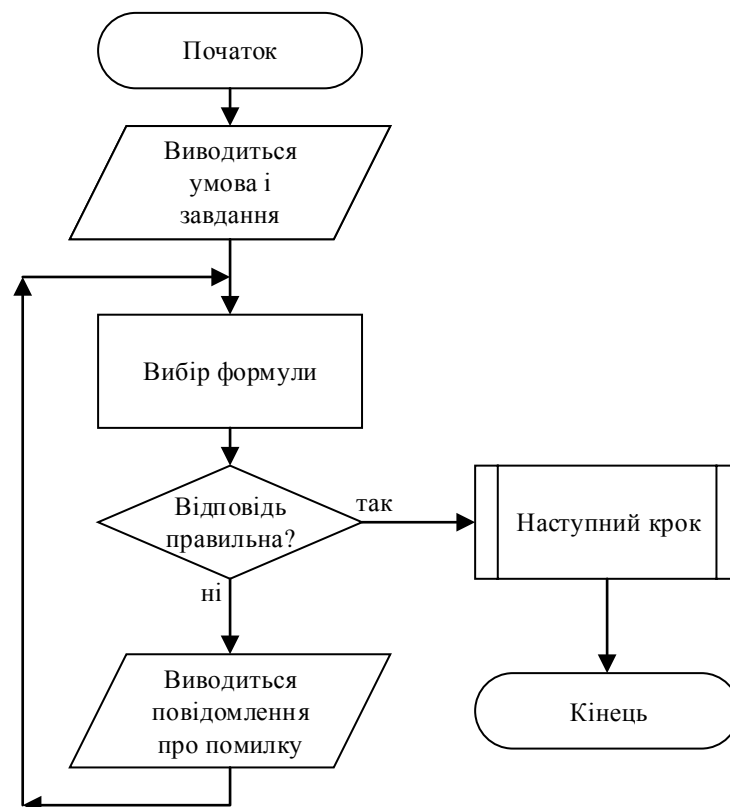 Початок
Виводиться
умова і
завдання
Вибір формули
Відповідь
правильна?
так
Наступний крок
ні
Виводиться
повідомлення
про помилку
Кінець